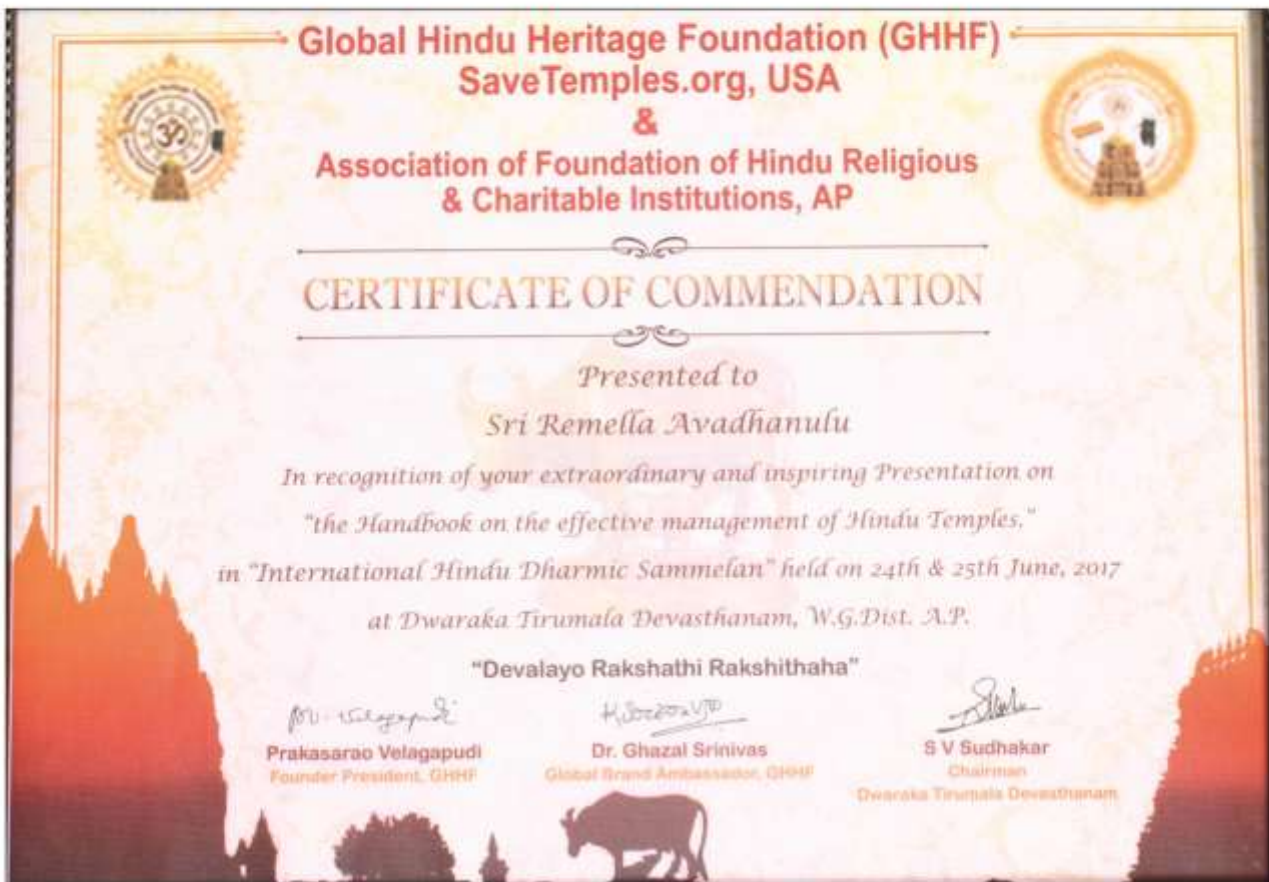 Global Hindu Heritage Foundation (GHHF)
SaveTemples.org, USA
&
Association of Foundation of Hindu Religious
& Charitable Institutions, AP
CERTIFICATE OF COMMENDATION
Presented to
Sri Remella Avadhanulu
In recognition of your extraordinary and inspiring Presentation on
"the Handbook on the effective management of Hindu Temples,"
in "International Hindu Dharmic Sammelan" held on 24th & 25th June, 2017
at Dwaraka Tirumala Devasthanam, W.G.Dist. A.P.
"Devalayo Rakshathi Rakshithaha"
Prakasarao Velagapudi
Founder President, GHHF
Dr. Ghazal Srinivas
Global Brand Ambassador, GHHF
S V Sudhakar
Chairman
Dwaraka Tirumala Devasthanam